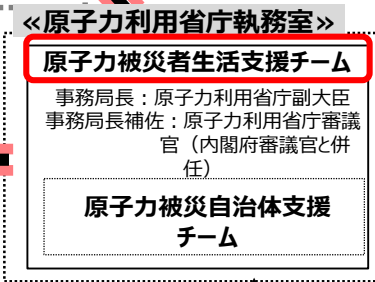 ≪原子力利用省庁執務室≫
原子力被災者生活支援チーム
事務局長：原子力利用省庁副大臣
事務局長補佐：原子力利用省庁審議
官（内閣府審議官と併
任）
原子力被災自治体支援
チーム